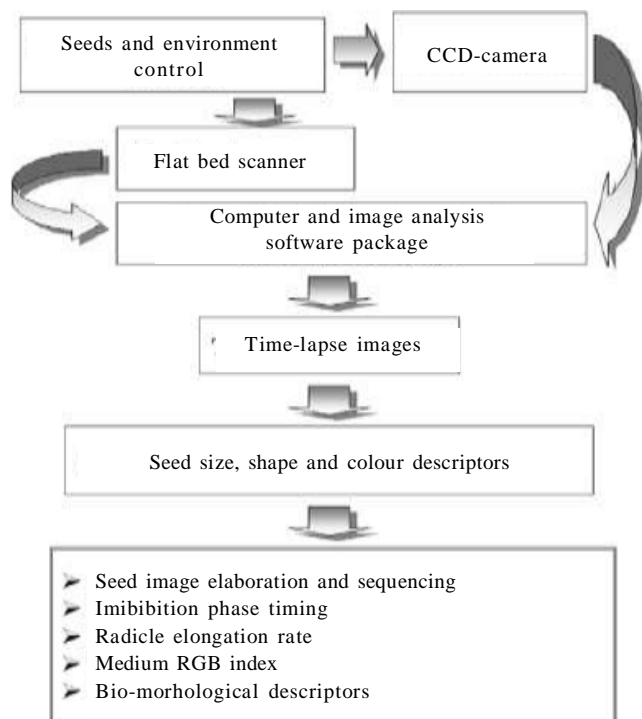 Seeds and environment
control
CCD-camera
Flat bed scanner
Computer and image analysis
software package
Time-lapse images
Seed size, shape and colour descriptors
Seed image elaboration and sequencing
Imibibition phase timing
Radicle elongation rate
Medium RGB index
Bio-morhological descriptors